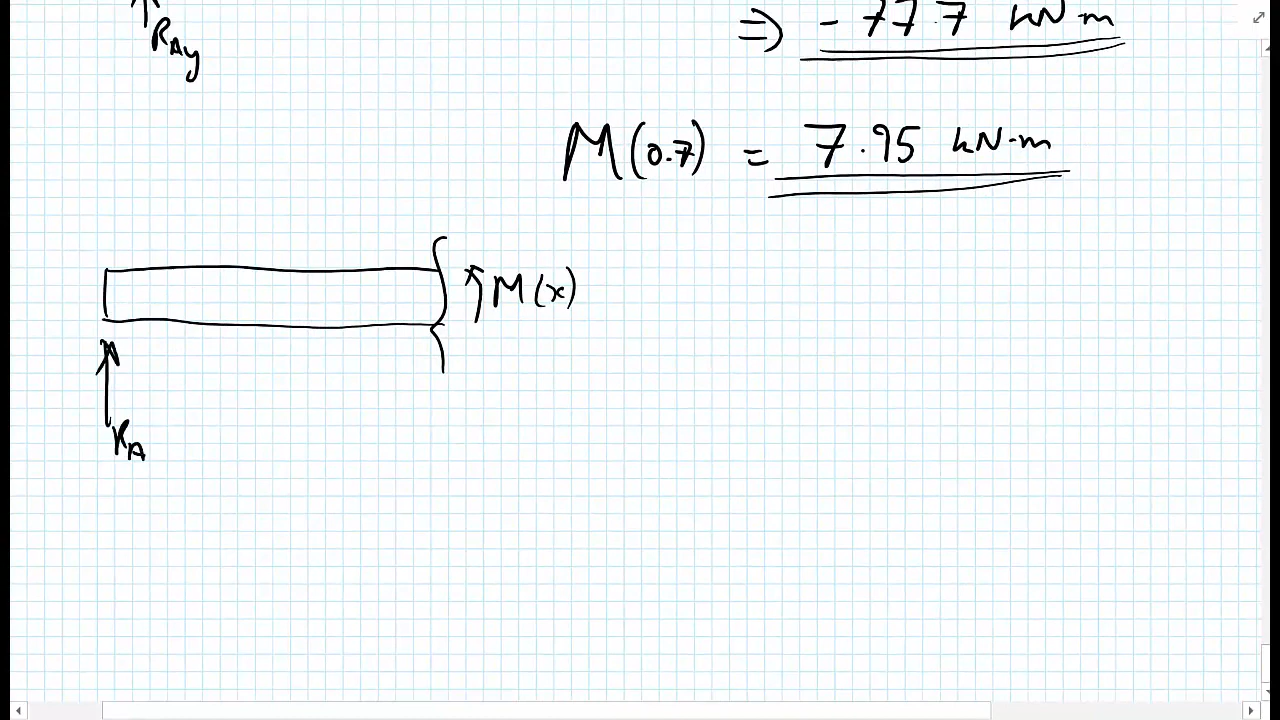 R_Ay
⇒ - 77.7 kN·m
M(0.7) = 7.95 kN·m
M(x)
R_A